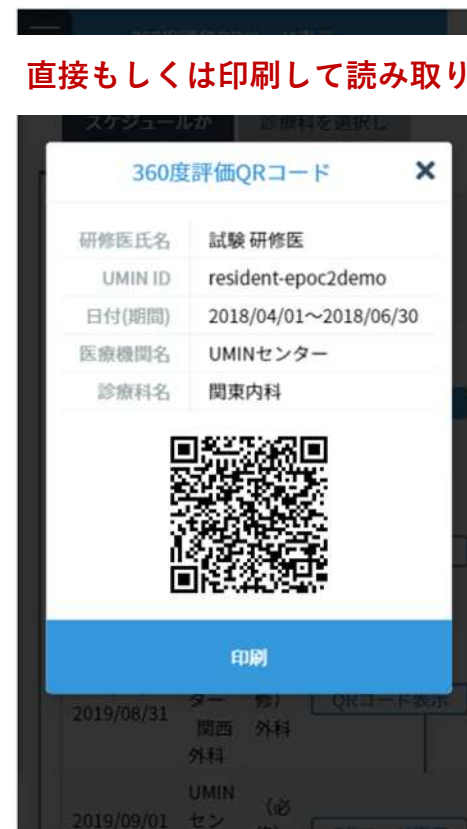 直接もしくは印刷して読み取り
スケジュールが
診療科を選択し
360度評価QRコード
研修医氏名 試験 研修医
UMIN ID resident-epoc2demo
日付(期間) 2018/04/01～2018/06/30
医療機関名 UMINセンター
診療科名 関東内科
印刷
ター 修） QRコード表示
2019/08/31 関西 外科
外科
UMIN
2019/09/01 セン （必